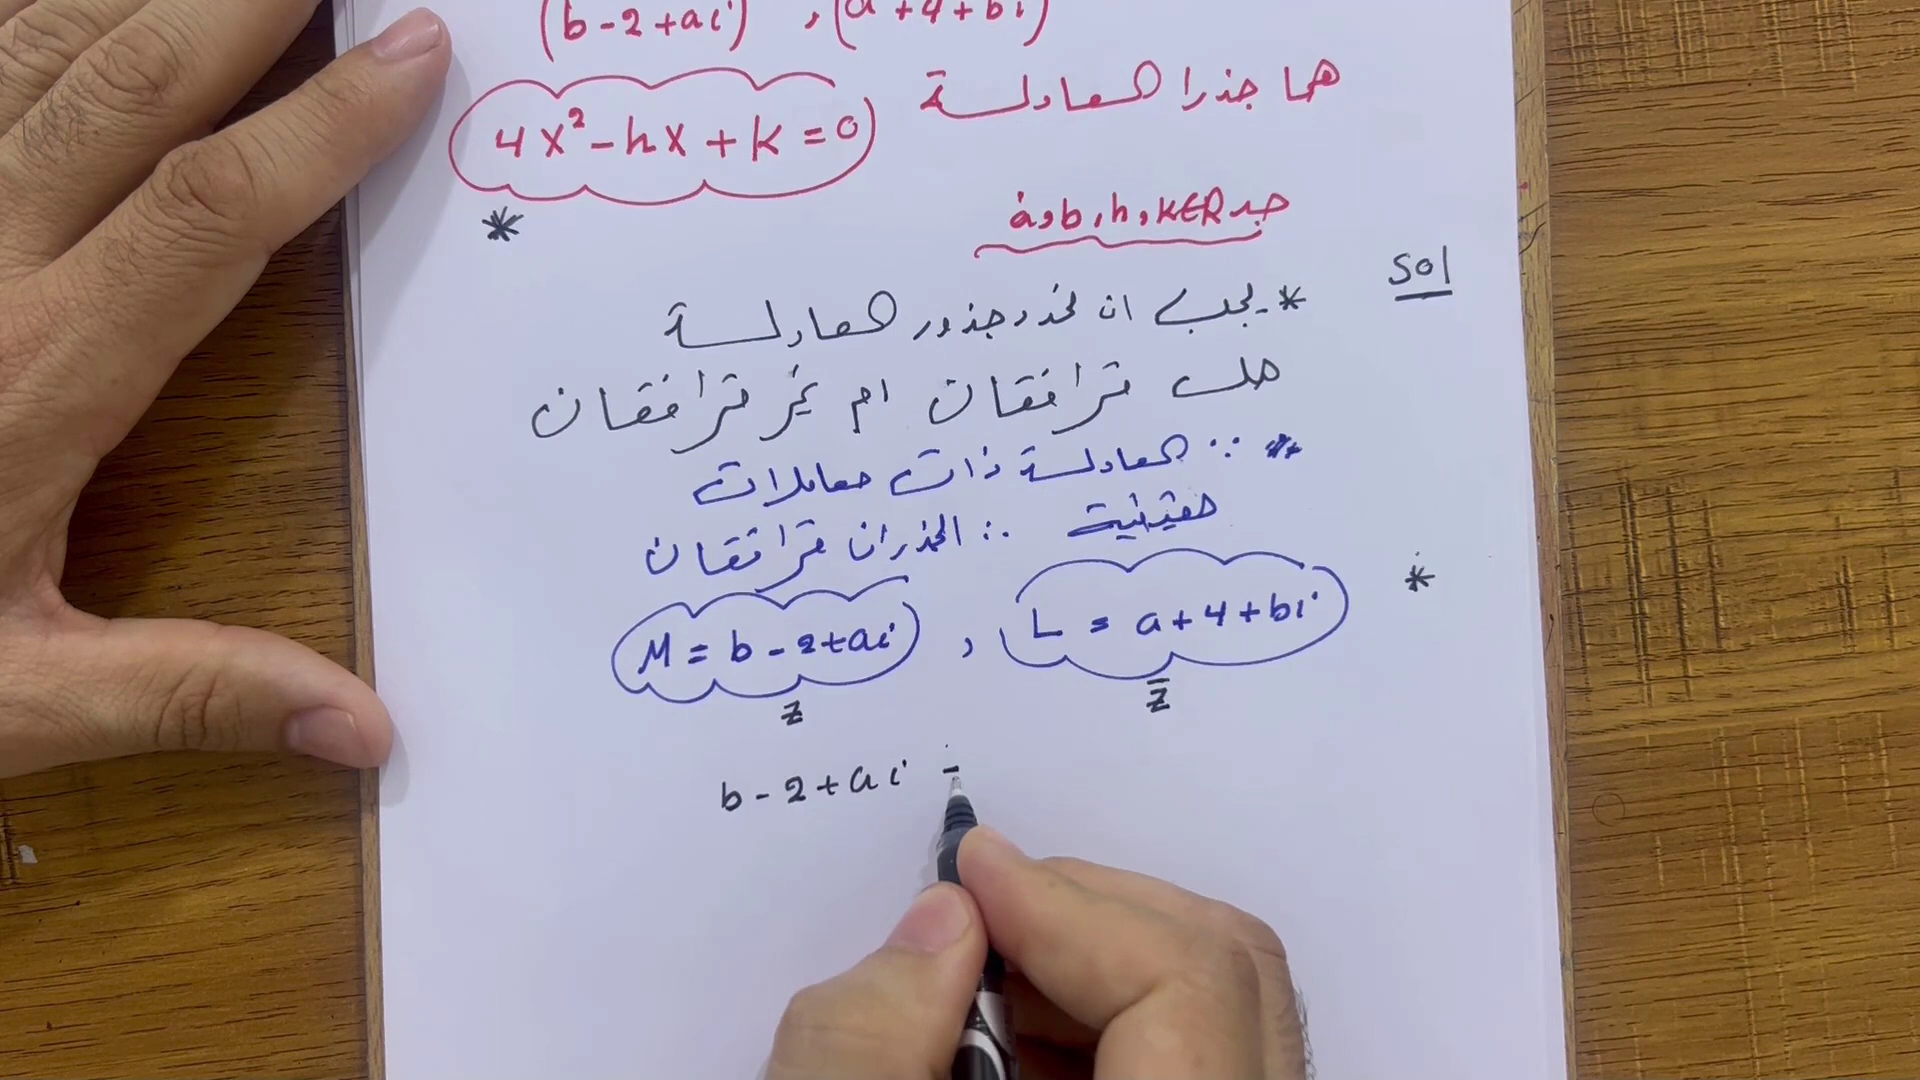 (b-2+ai) , (a+4+bi)
هما جذرا المعادلة 4x²-hx+k=0
*
جد a,b,h,k∈R
Sol
*- يجب ان نحدد جذور المعادلة
هل مترافقان ام غير مترافقان
* ∵ المعادلة ذات معاملات
حقيقية ∴ الجذران مترافقان
* M = b-2+ai , L = a+4+bi
z z̄
b-2+ai -